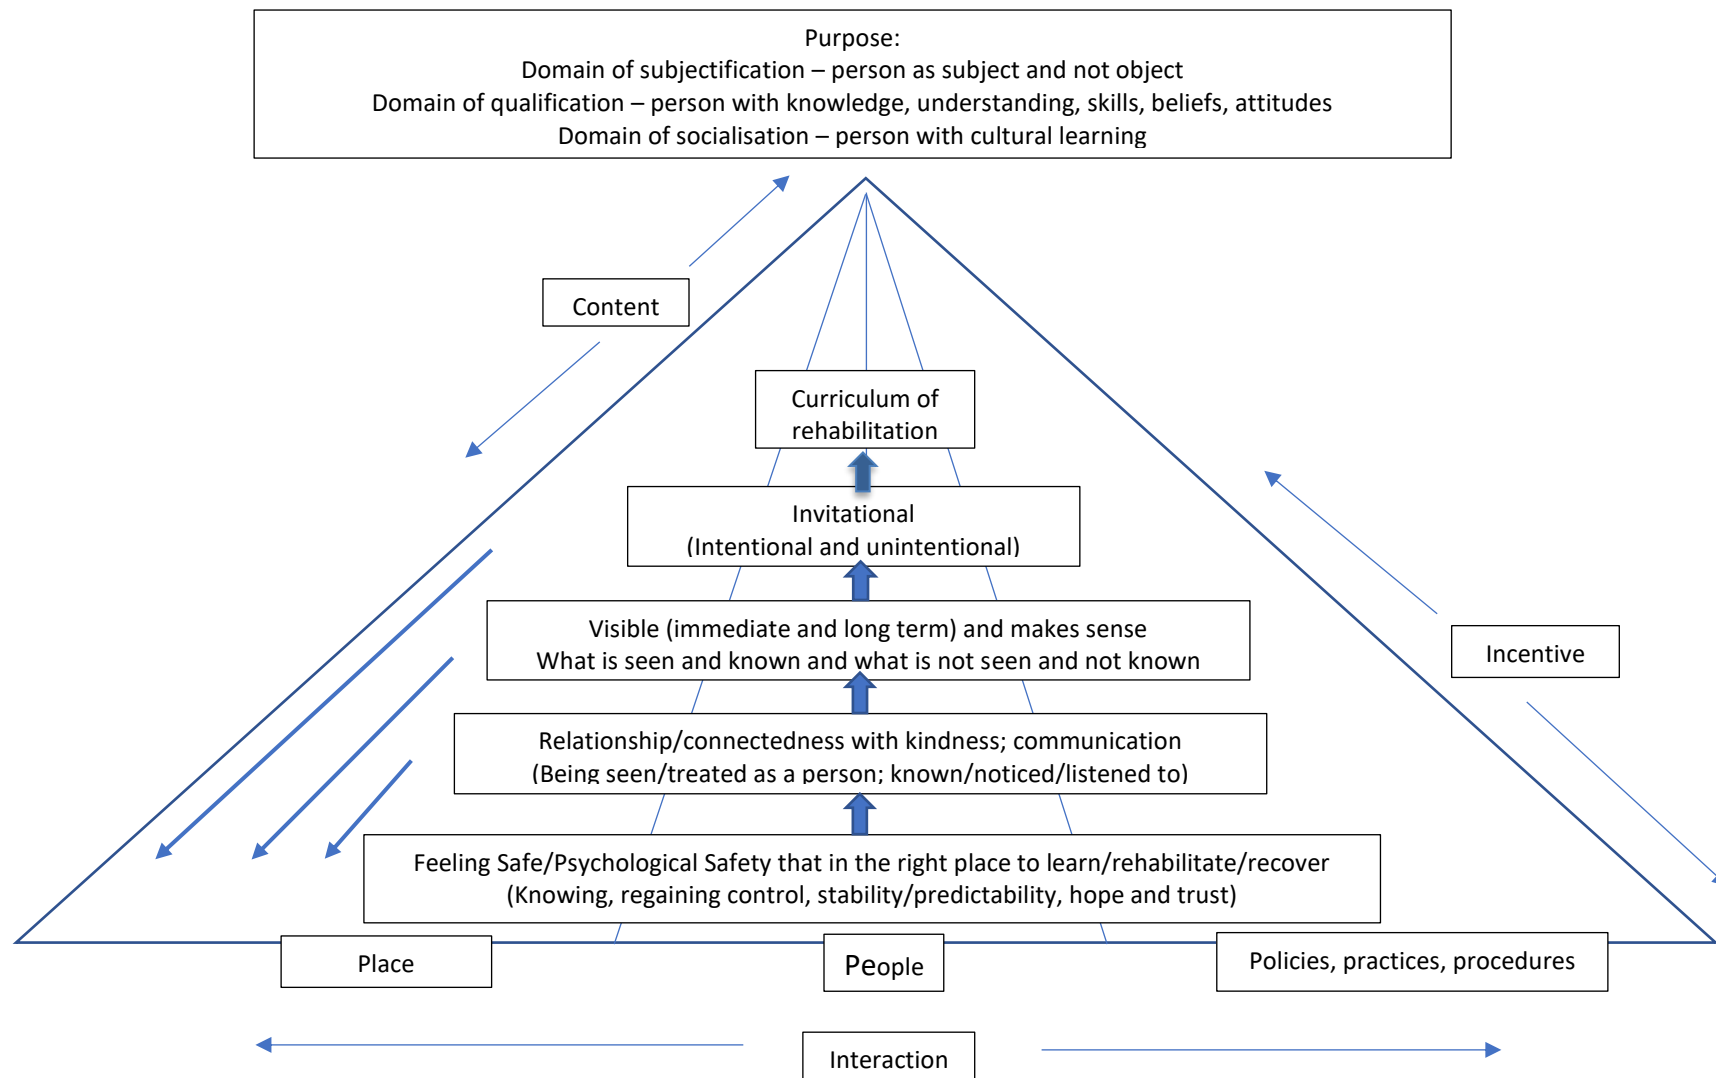 Purpose:
Domain of subjectification – person as subject and not object
Domain of qualification – person with knowledge, understanding, skills, beliefs, attitudes
Domain of socialisation – person with cultural learning
Content
Curriculum of
rehabilitation
Invitational
(Intentional and unintentional)
Visible (immediate and long term) and makes sense
What is seen and known and what is not seen and not known
Incentive
Relationship/connectedness with kindness; communication
(Being seen/treated as a person; known/noticed/listened to)
Feeling Safe/Psychological Safety that in the right place to learn/rehabilitate/recover
(Knowing, regaining control, stability/predictability, hope and trust)
Place
People
Policies, practices, procedures
Interaction